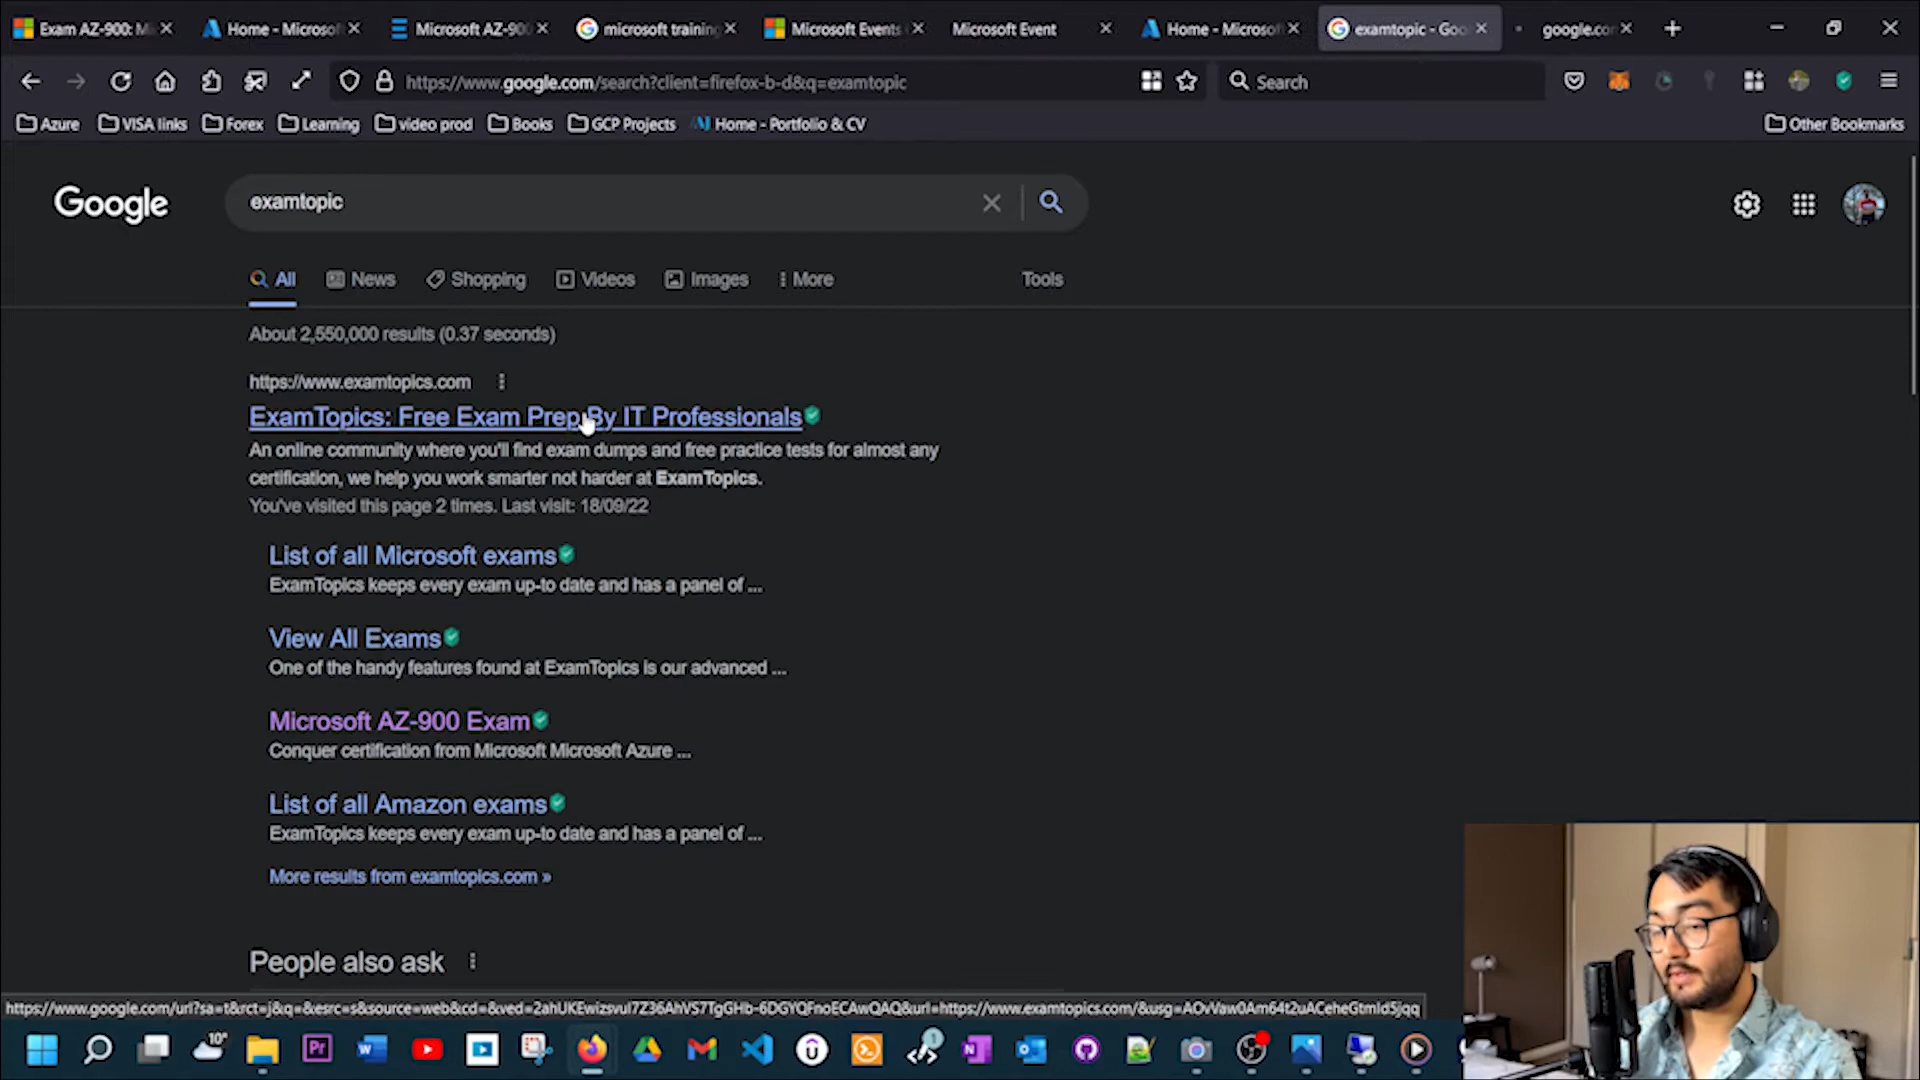 Exam AZ-900: M
Home - Microsof
Microsoft AZ-900
microsoft training
Microsoft Events
Microsoft Event
Home - Microsof
examtopic - Goo
google.co
https://www.google.com/search?client=firefox-b-d&q=examtopic
Search
Azure
VISA links
Forex
Learning
video prod
Books
GCP Projects
Home - Portfolio & CV
Other Bookmarks
Google
examtopic
All
News
Shopping
Videos
Images
More
Tools
About 2,550,000 results (0.37 seconds)
https://www.examtopics.com
ExamTopics: Free Exam Prep By IT Professionals
An online community where you'll find exam dumps and free practice tests for almost any
certification, we help you work smarter not harder at ExamTopics.
You've visited this page 2 times. Last visit: 18/09/22
List of all Microsoft exams
ExamTopics keeps every exam up-to date and has a panel of ...
View All Exams
One of the handy features found at ExamTopics is our advanced ...
Microsoft AZ-900 Exam
Conquer certification from Microsoft Microsoft Azure ...
List of all Amazon exams
ExamTopics keeps every exam up-to date and has a panel of ...
More results from examtopics.com »
People also ask
10°
Pr